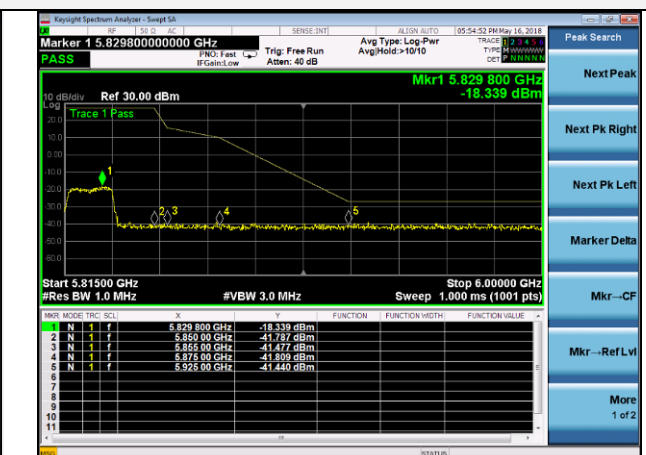 Keysight Spectrum Analyzer - Swept SA
RF 50 Ω AC SENSE:INT ALIGN AUTO 05:54:52 PM May 16, 2018
Marker 1 5.829800000000 GHz
PNO: Fast
IFGain:Low
Trig: Free Run
Atten: 40 dB
Avg Type: Log-Pwr
Avg|Hold:>10/10
TRACE 1 2 3 4 5 6
TYPE M W W W W W
DET P N N N N N
PASS
Mkr1 5.829 800 GHz
-18.339 dBm
10 dB/div Ref 30.00 dBm
Log
Trace 1 Pass
20.0
10.0
0.00
-10.0
-20.0
-30.0
-40.0
-50.0
-60.0
1
2 3 4 5
Start 5.81500 GHz
Stop 6.00000 GHz
#Res BW 1.0 MHz #VBW 3.0 MHz Sweep 1.000 ms (1001 pts)
MKR MODE TRC SCL X Y FUNCTION FUNCTION WIDTH FUNCTION VALUE
1 N 1 f 5.829 800 GHz -18.339 dBm
2 N 1 f 5.850 00 GHz -41.787 dBm
3 N 1 f 5.855 00 GHz -41.477 dBm
4 N 1 f 5.875 00 GHz -41.809 dBm
5 N 1 f 5.925 00 GHz -41.440 dBm
6
7
8
9
10
11
MSG STATUS
Peak Search
Next Peak
Next Pk Right
Next Pk Left
Marker Delta
Mkr→CF
Mkr→Ref Lvl
More
1 of 2